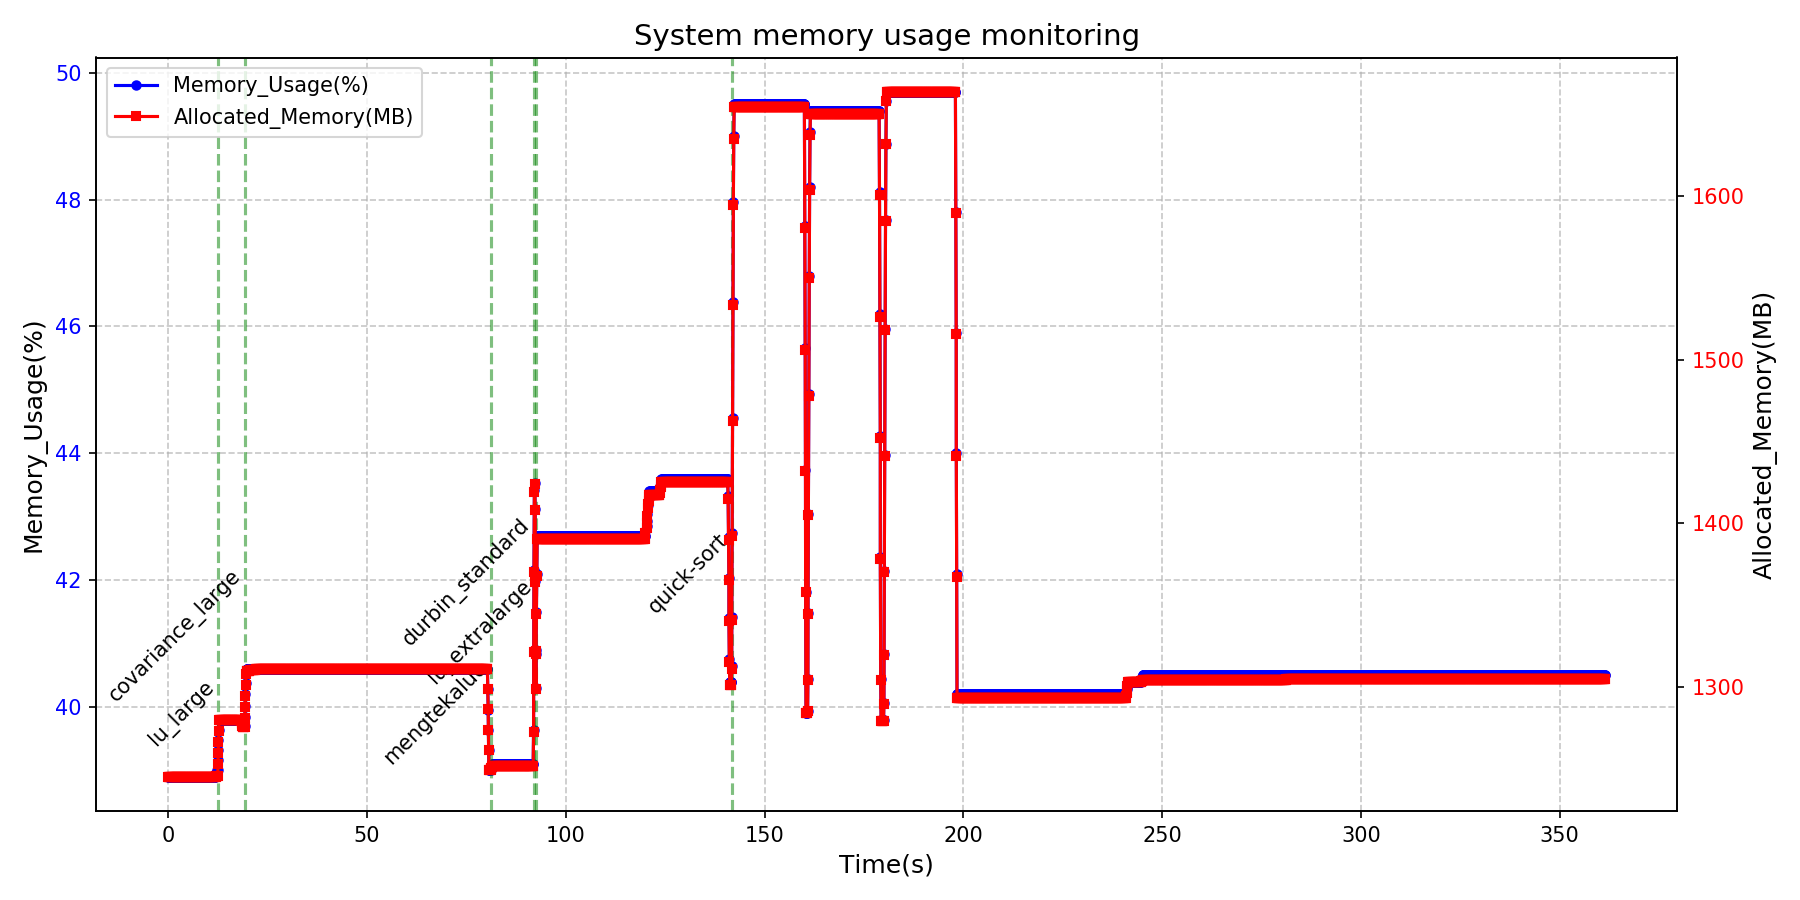 System memory usage monitoring
Memory_Usage(%)
Allocated_Memory(MB)
50
48
46
44
42
40
Memory_Usage(%)
1600
1500
1400
1300
Allocated_Memory(MB)
covariance_large
lu_large
durbin_standard
lu_extralarge
mengtekaluo
quick-sort
0 50 100 150 200 250 300 350
Time(s)